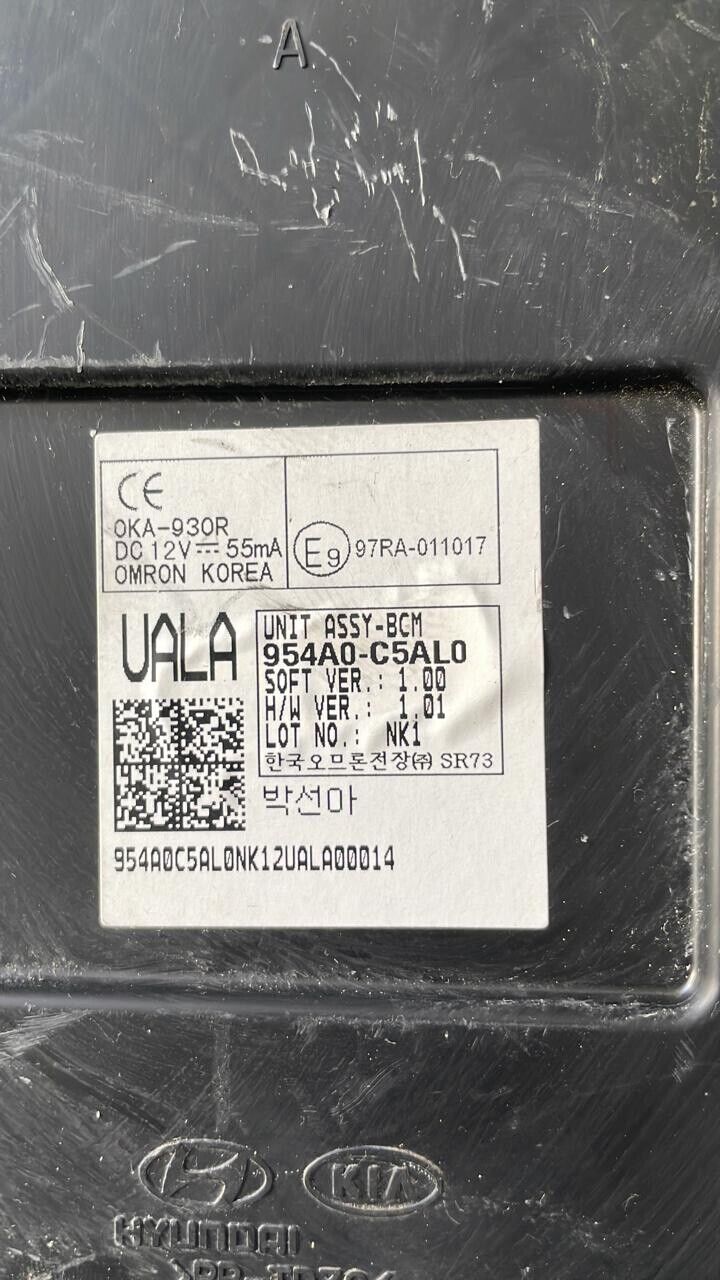 A
CE
OKA-930R
DC 12V⎓ 55mA
OMRON KOREA
E9 97RA-011017
UALA
UNIT ASSY-BCM
954A0-C5AL0
SOFT VER.: 1.00
H/W VER.: 1.01
LOT NO.: NK1
한국오므론전장㈜ SR73
박선아
954A0C5AL0NK12UALA00014
KIA
HYUNDAI